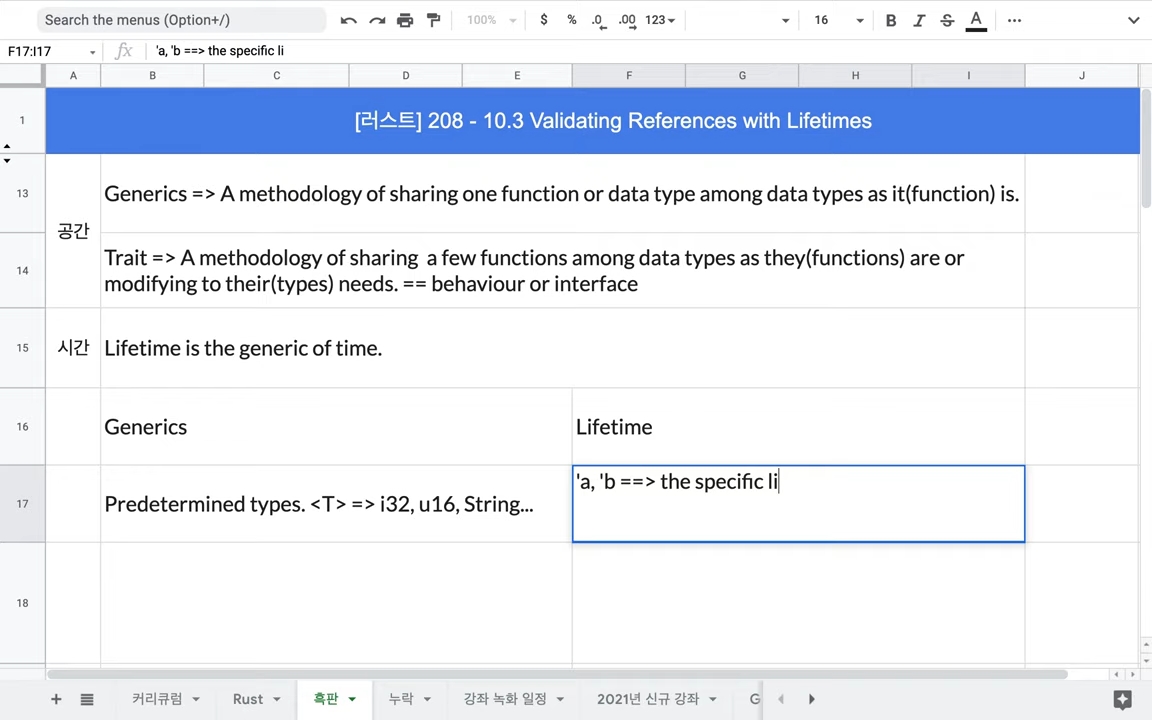 Search the menus (Option+/)
100%
$ % .0 .00 123
16
B I S A
F17:I17
fx
'a, 'b ==> the specific li
A B C D E F G H I J
1
[러스트] 208 - 10.3 Validating References with Lifetimes
13
공간
Generics => A methodology of sharing one function or data type among data types as it(function) is.
14
Trait => A methodology of sharing  a few functions among data types as they(functions) are or
modifying to their(types) needs. == behaviour or interface
15
시간
Lifetime is the generic of time.
16
Generics
Lifetime
17
Predetermined types. <T> => i32, u16, String...
'a, 'b ==> the specific li
18
커리큘럼
Rust
흑판
누락
강좌 녹화 일정
2021년 신규 강좌
G